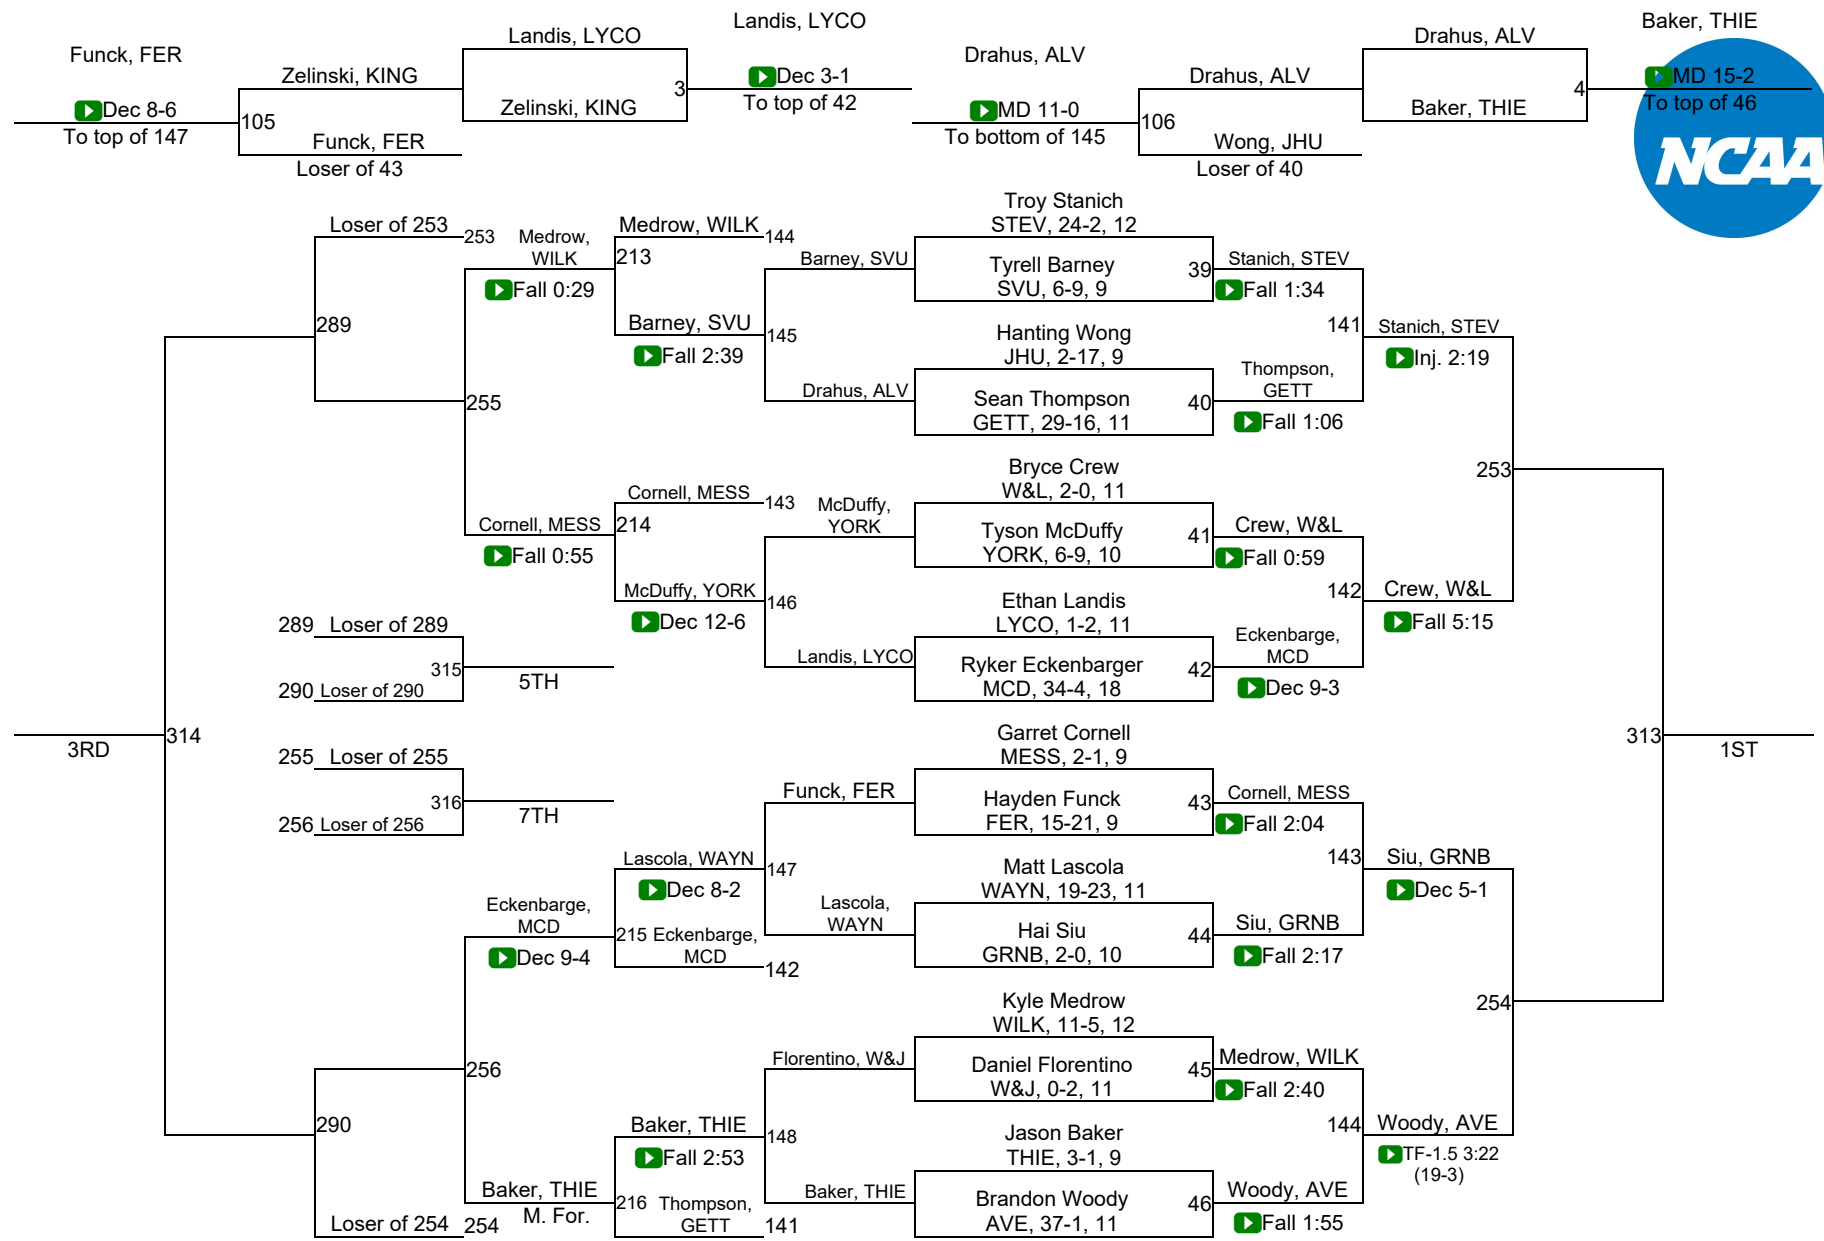 Funck, FER
Dec 8-6
To top of 147
105
Zelinski, KING
Funck, FER
Loser of 43
Landis, LYCO
Zelinski, KING
3
Landis, LYCO
Dec 3-1
To top of 42
Drahus, ALV
MD 11-0
To bottom of 145
106
Drahus, ALV
Wong, JHU
Loser of 40
Drahus, ALV
Baker, THIE
4
Baker, THIE
MD 15-2
To top of 46
NCAA
Loser of 253
253
289
Medrow,
WILK
Fall 0:29
255
Cornell, MESS
Fall 0:55
Medrow, WILK
144
213
Barney, SVU
Fall 2:39
145
Cornell, MESS
143
214
McDuffy, YORK
Dec 12-6
146
Barney, SVU
Drahus, ALV
McDuffy,
YORK
Landis, LYCO
Troy Stanich
STEV, 24-2, 12
Tyrell Barney
SVU, 6-9, 9
39
Hanting Wong
JHU, 2-17, 9
Sean Thompson
GETT, 29-16, 11
40
Bryce Crew
W&L, 2-0, 11
Tyson McDuffy
YORK, 6-9, 10
41
Ethan Landis
LYCO, 1-2, 11
Ryker Eckenbarger
MCD, 34-4, 18
42
Stanich, STEV
Fall 1:34
141
Thompson,
GETT
Fall 1:06
Crew, W&L
Fall 0:59
142
Eckenbarge,
MCD
Dec 9-3
Stanich, STEV
Inj. 2:19
253
Crew, W&L
Fall 5:15
289
Loser of 289
315
290
Loser of 290
5TH
3RD
314
255
Loser of 255
316
256
Loser of 256
7TH
313
1ST
Garret Cornell
MESS, 2-1, 9
Hayden Funck
FER, 15-21, 9
43
Matt Lascola
WAYN, 19-23, 11
Hai Siu
GRNB, 2-0, 10
44
Kyle Medrow
WILK, 11-5, 12
Daniel Florentino
W&J, 0-2, 11
45
Jason Baker
THIE, 3-1, 9
Brandon Woody
AVE, 37-1, 11
46
Funck, FER
Lascola,
WAYN
Florentino, W&J
Baker, THIE
Lascola, WAYN
147
Dec 8-2
215
Eckenbarge,
MCD
142
Eckenbarge,
MCD
Dec 9-4
256
290
Baker, THIE
Fall 2:53
148
Baker, THIE
M. For.
216
Thompson,
GETT
141
Loser of 254
254
Cornell, MESS
Fall 2:04
143
Siu, GRNB
Fall 2:17
Medrow, WILK
Fall 2:40
144
Woody, AVE
Fall 1:55
Siu, GRNB
Dec 5-1
254
Woody, AVE
TF-1.5 3:22
(19-3)